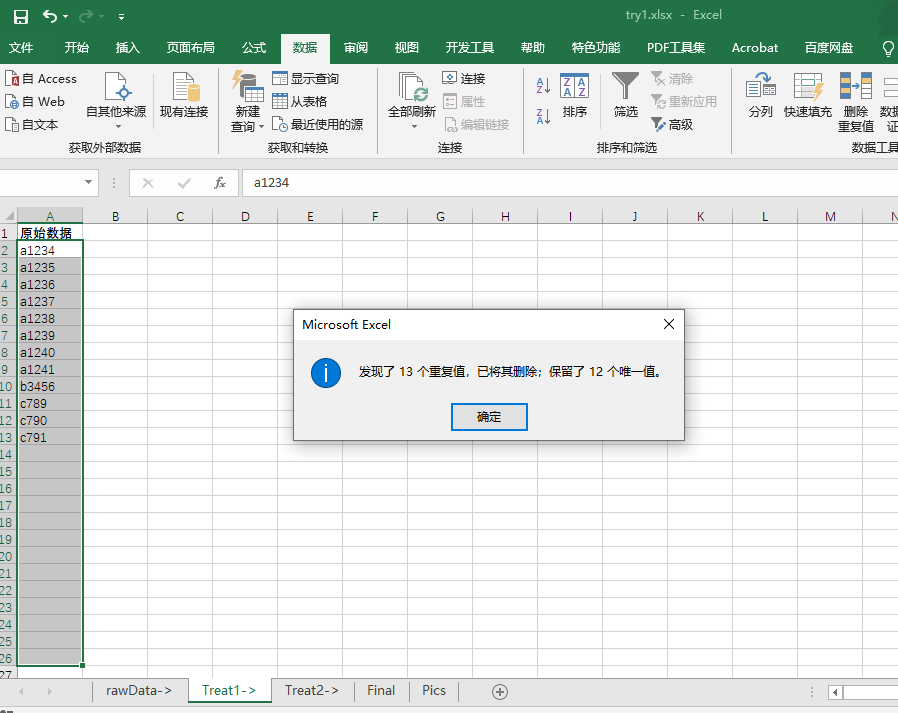 try1.xlsx - Excel
文件 开始 插入 页面布局 公式 数据 审阅 视图 开发工具 帮助 特色功能 PDF工具集 Acrobat 百度网盘
自 Access
自 Web
自文本
自其他来源
现有连接
获取外部数据
新建
查询
显示查询
从表格
最近使用的源
获取和转换
全部刷新
连接
属性
编辑链接
连接
排序
筛选
清除
重新应用
高级
排序和筛选
分列
快速填充
删除
重复值
数据
数据工具
fx a1234
A B C D E F G H I J K L M N
1 原始数据
2 a1234
3 a1235
4 a1236
5 a1237
6 a1238
7 a1239
8 a1240
9 a1241
10 b3456
11 c789
12 c790
13 c791
14
15
16
17
18
19
20
21
22
23
24
25
26
27
Microsoft Excel
发现了 13 个重复值，已将其删除；保留了 12 个唯一值。
确定
rawData-> Treat1-> Treat2-> Final Pics